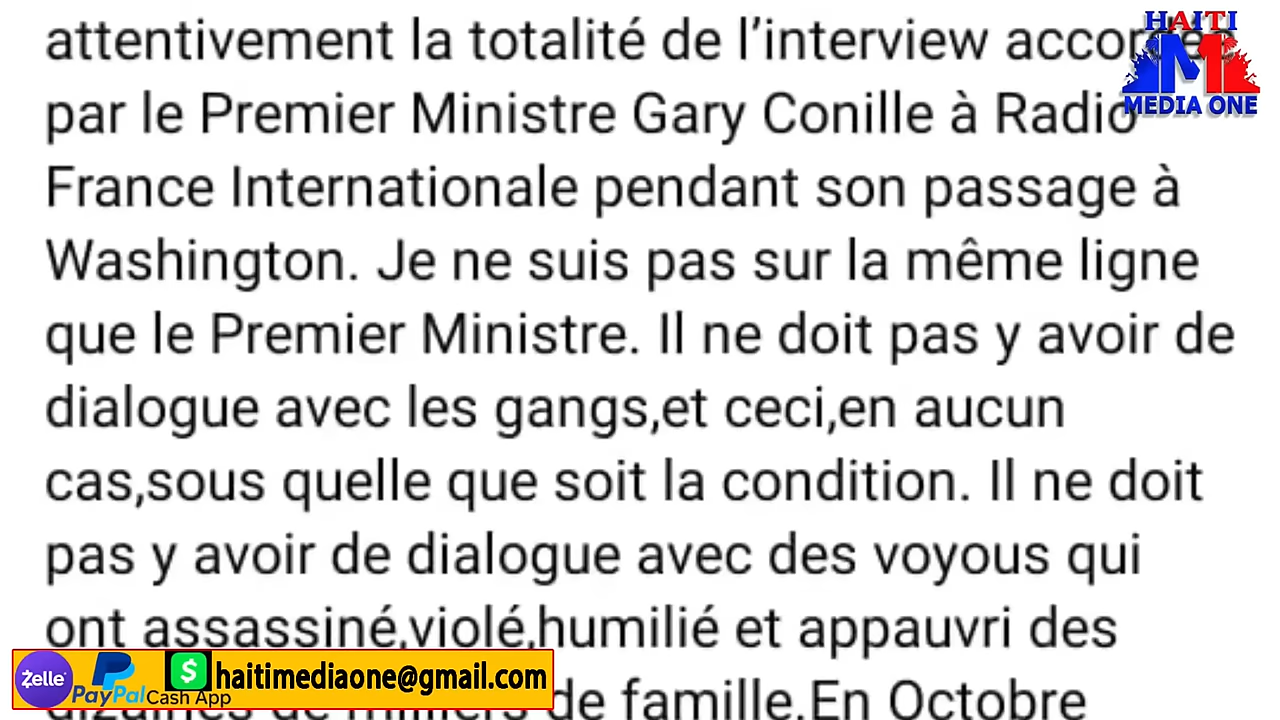 attentivement la totalité de l’interview accordée
par le Premier Ministre Gary Conille à Radio
France Internationale pendant son passage à
Washington. Je ne suis pas sur la même ligne
que le Premier Ministre. Il ne doit pas y avoir de
dialogue avec les gangs,et ceci,en aucun
cas,sous quelle que soit la condition. Il ne doit
pas y avoir de dialogue avec des voyous qui
ont assassiné,violé,humilié et appauvri des
dizaines de milliers de famille.En Octobre
HAITI
M
MEDIA ONE
Zelle
PayPal
$
Cash App
haitimediaone@gmail.com